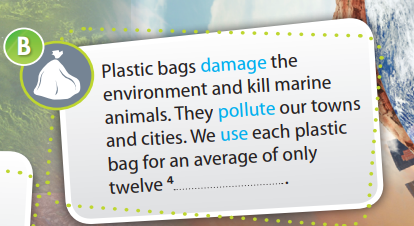 B
Plastic bags damage the
environment and kill marine
animals. They pollute our towns
and cities. We use each plastic
bag for an average of only
twelve 4..............................